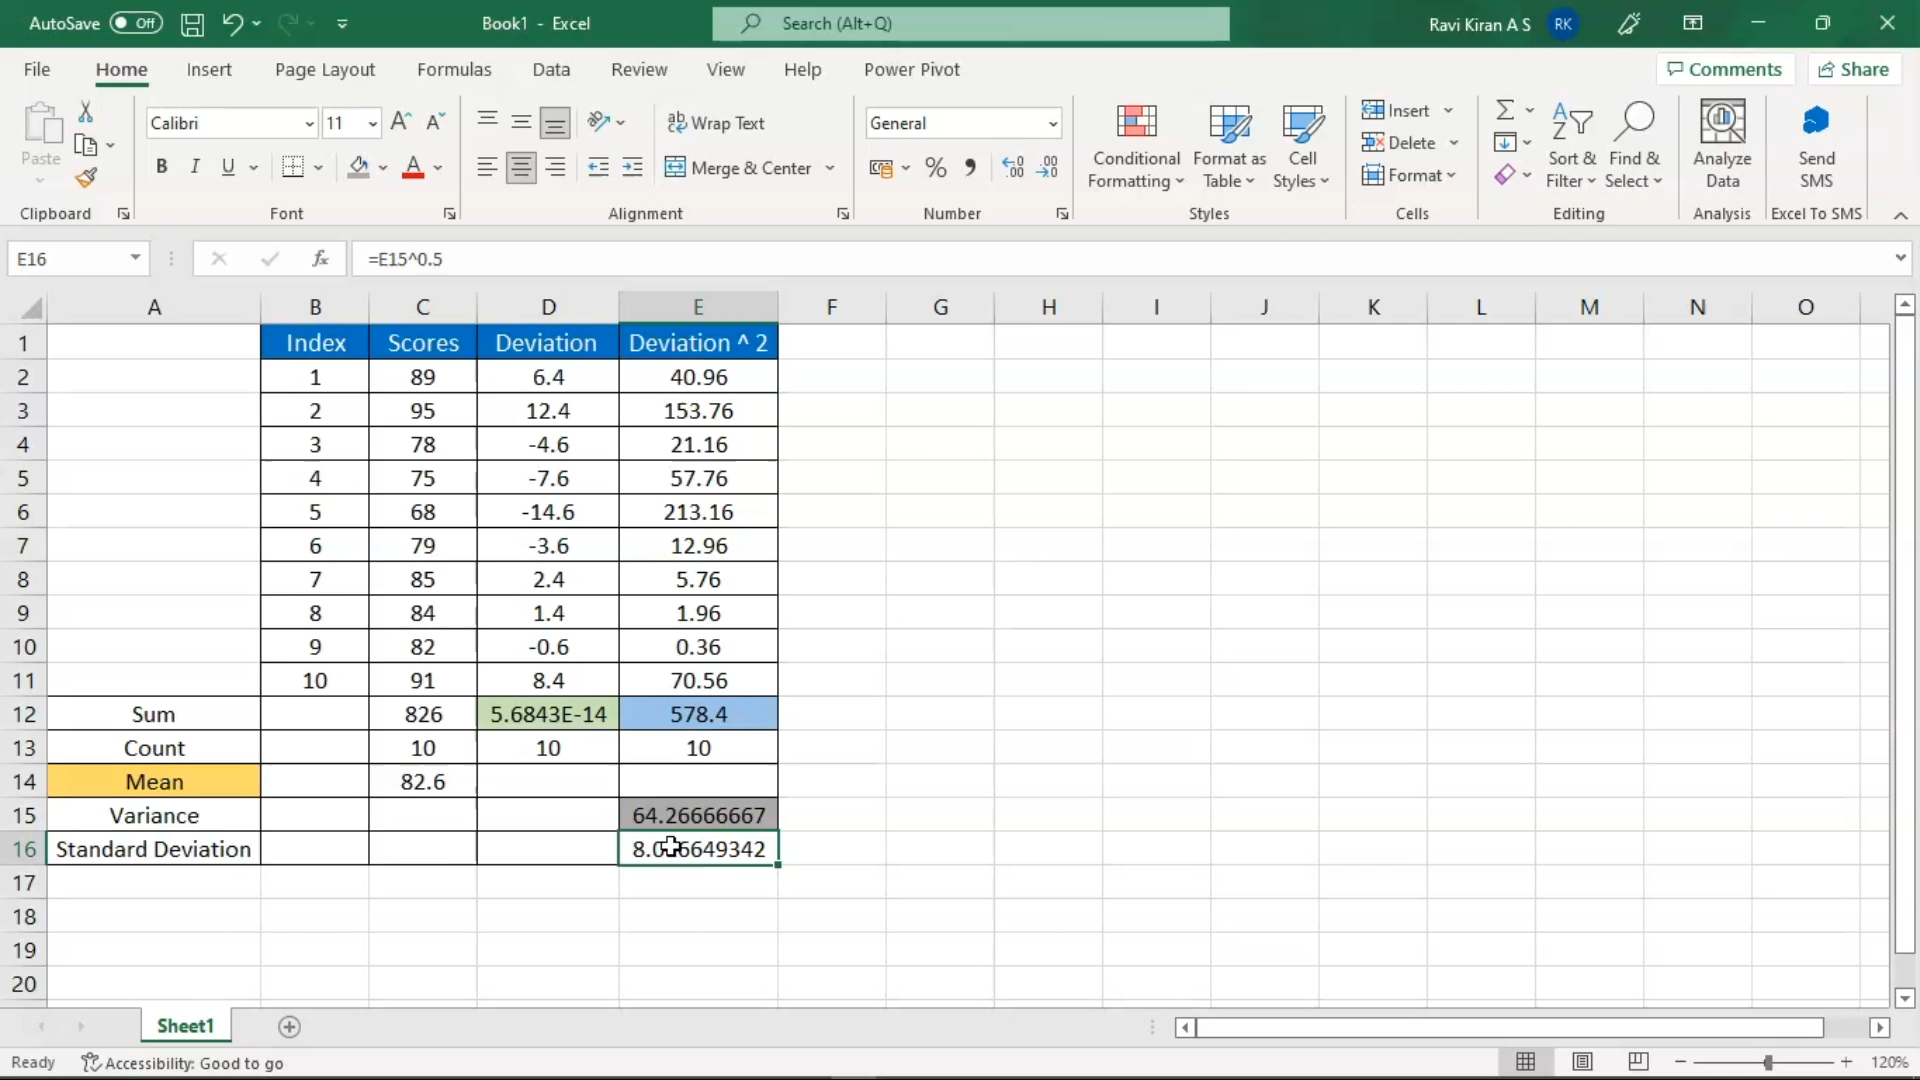 AutoSave Off Book1 - Excel Search (Alt+Q) Ravi Kiran A S RK
File Home Insert Page Layout Formulas Data Review View Help Power Pivot Comments Share
Paste
Clipboard
Calibri 11
B I U A
Font
Wrap Text
Merge & Center
Alignment
General
%
Number
Conditional Formatting
Format as Table
Cell Styles
Styles
Insert
Delete
Format
Cells
Sort & Filter
Find & Select
Editing
Analyze Data
Analysis
Send SMS
Excel To SMS
E16 fx =E15^0.5
A B C D E F G H I J K L M N O
1 Index Scores Deviation Deviation ^ 2
2 1 89 6.4 40.96
3 2 95 12.4 153.76
4 3 78 -4.6 21.16
5 4 75 -7.6 57.76
6 5 68 -14.6 213.16
7 6 79 -3.6 12.96
8 7 85 2.4 5.76
9 8 84 1.4 1.96
10 9 82 -0.6 0.36
11 10 91 8.4 70.56
12 Sum 826 5.6843E-14 578.4
13 Count 10 10 10
14 Mean 82.6
15 Variance 64.26666667
16 Standard Deviation
17
18
19
20
Sheet1
Ready Accessibility: Good to go 120%